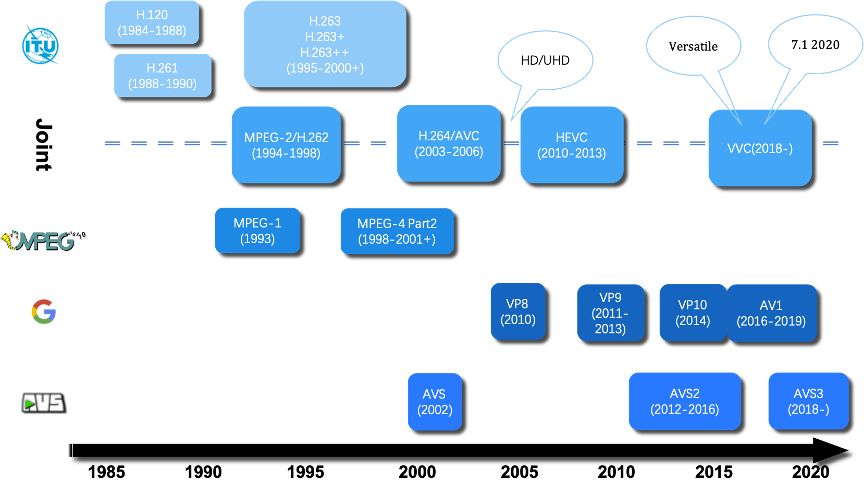 H.120
(1984-1988)
H.263
H.263+
H.263++
(1995-2000+)
ITU
H.261
(1988-1990)
HD/UHD
Versatile
7.1 2020
Joint
MPEG-2/H.262
(1994-1998)
H.264/AVC
(2003-2006)
HEVC
(2010-2013)
VVC(2018-)
MPEG
MPEG-1
(1993)
MPEG-4 Part2
(1998-2001+)
G
VP8
(2010)
VP9
(2011-
2013)
VP10
(2014)
AV1
(2016-2019)
AVS
AVS
(2002)
AVS2
(2012-2016)
AVS3
(2018-)
1985 1990 1995 2000 2005 2010 2015 2020